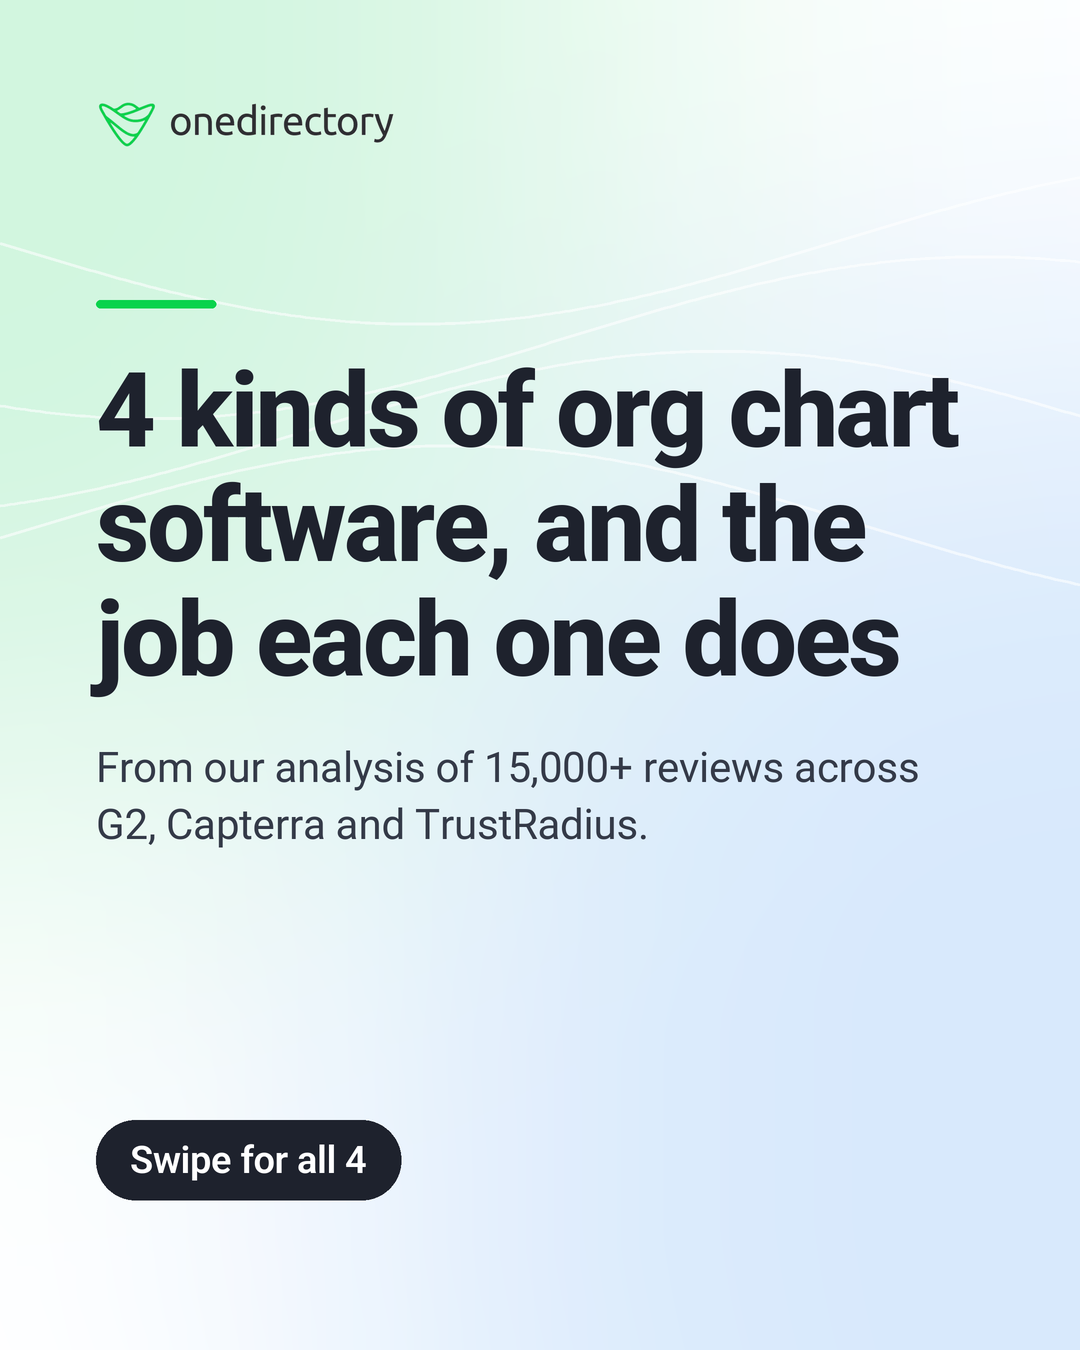 onedirectory
4 kinds of org chart
software, and the
job each one does
From our analysis of 15,000+ reviews across
G2, Capterra and TrustRadius.
Swipe for all 4